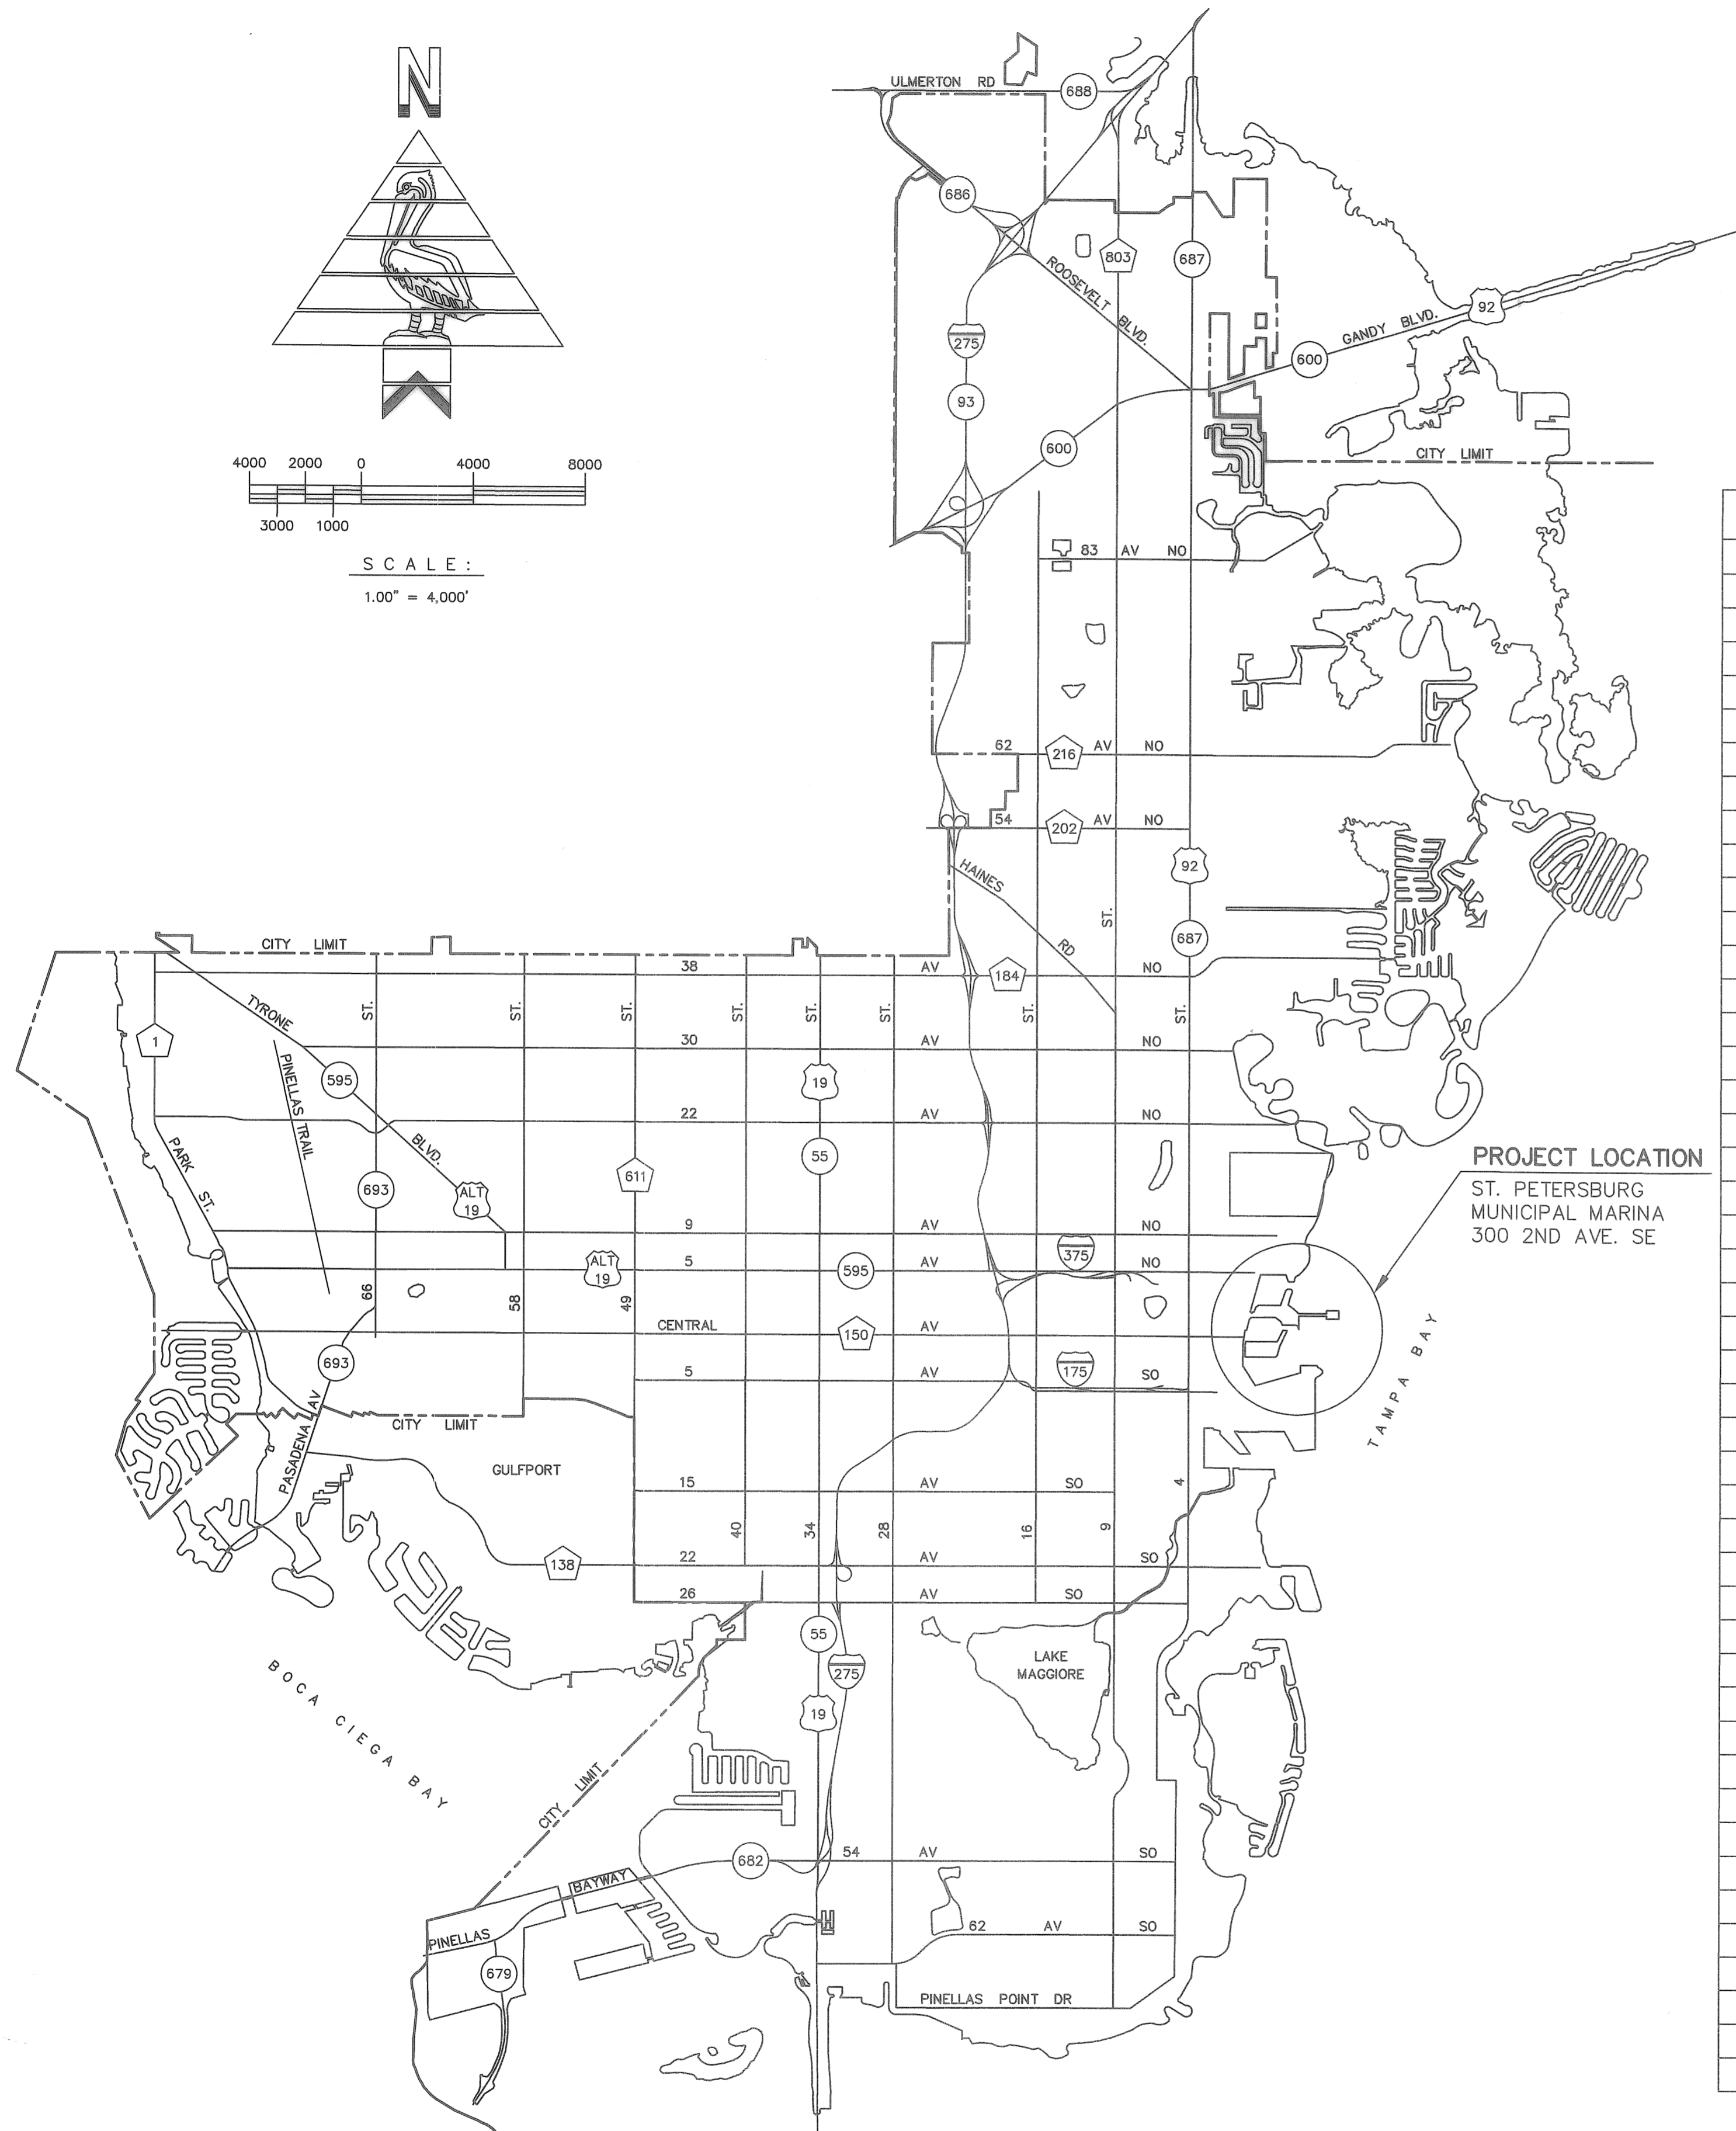 N
4000 2000 0 4000 8000
3000 1000
SCALE:
1.00" = 4,000'
ULMERTON RD 688
686
803
687
ROOSEVELT BLVD.
92
GANDY BLVD.
275
600
93
600
CITY LIMIT
83 AV NO
62 216 AV NO
54 202 AV NO
92
HAINES RD
ST.
687
CITY LIMIT
38 AV 184 NO
TYRONE
ST. ST. ST. ST. ST. ST. ST. ST.
1
30 AV NO
595
19
PINELLAS TRAIL
22 AV NO
PARK ST.
BLVD.
55
PROJECT LOCATION
ST. PETERSBURG
MUNICIPAL MARINA
300 2ND AVE. SE
611
693
ALT 19
9 AV NO
375
ALT 19
5 595 AV NO
66 58 49
CENTRAL 150 AV
TAMPA BAY
693
175
5 AV SO
PASADENA AV
CITY LIMIT
GULFPORT
15 AV SO
4
40 34 28 16 9
138 22 AV SO
26 AV SO
55
LAKE
MAGGIORE
275
BOCA CIEGA BAY
19
CITY LIMIT
682 54 AV SO
BAYWAY
62 AV SO
PINELLAS
679
PINELLAS POINT DR